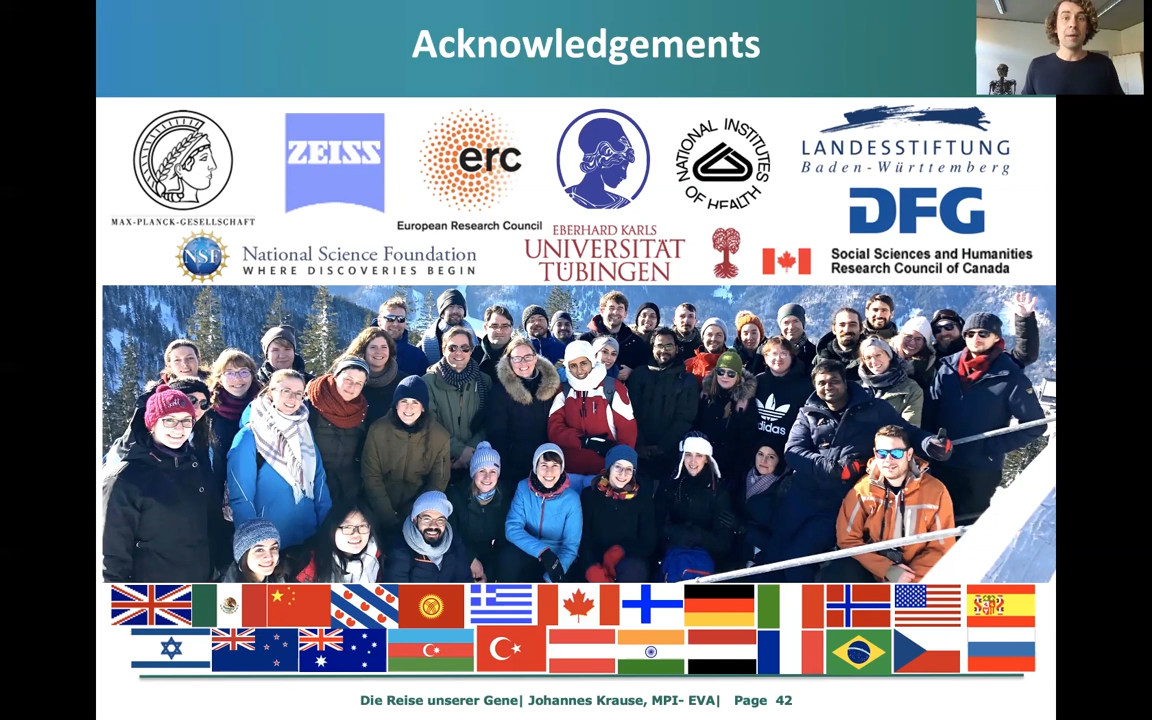 Acknowledgements
MAX-PLANCK-GESELLSCHAFT
ZEISS
erc
European Research Council
NATIONAL INSTITUTES
OF HEALTH
LANDESSTIFTUNG
Baden-Württemberg
DFG
NSF
National Science Foundation
WHERE DISCOVERIES BEGIN
EBERHARD KARLS
UNIVERSITÄT
TÜBINGEN
Social Sciences and Humanities
Research Council of Canada
adidas
Die Reise unserer Gene| Johannes Krause, MPI- EVA| Page 42